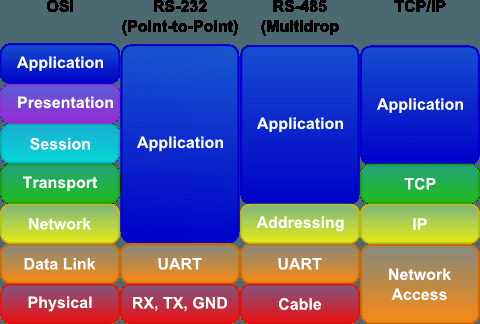 OSI
RS-232
(Point-to-Point)
RS-485
(Multidrop
TCP/IP
Application
Presentation
Session
Transport
Network
Data Link
Physical
Application
UART
RX, TX, GND
Application
Addressing
UART
Cable
Application
TCP
IP
Network
Access